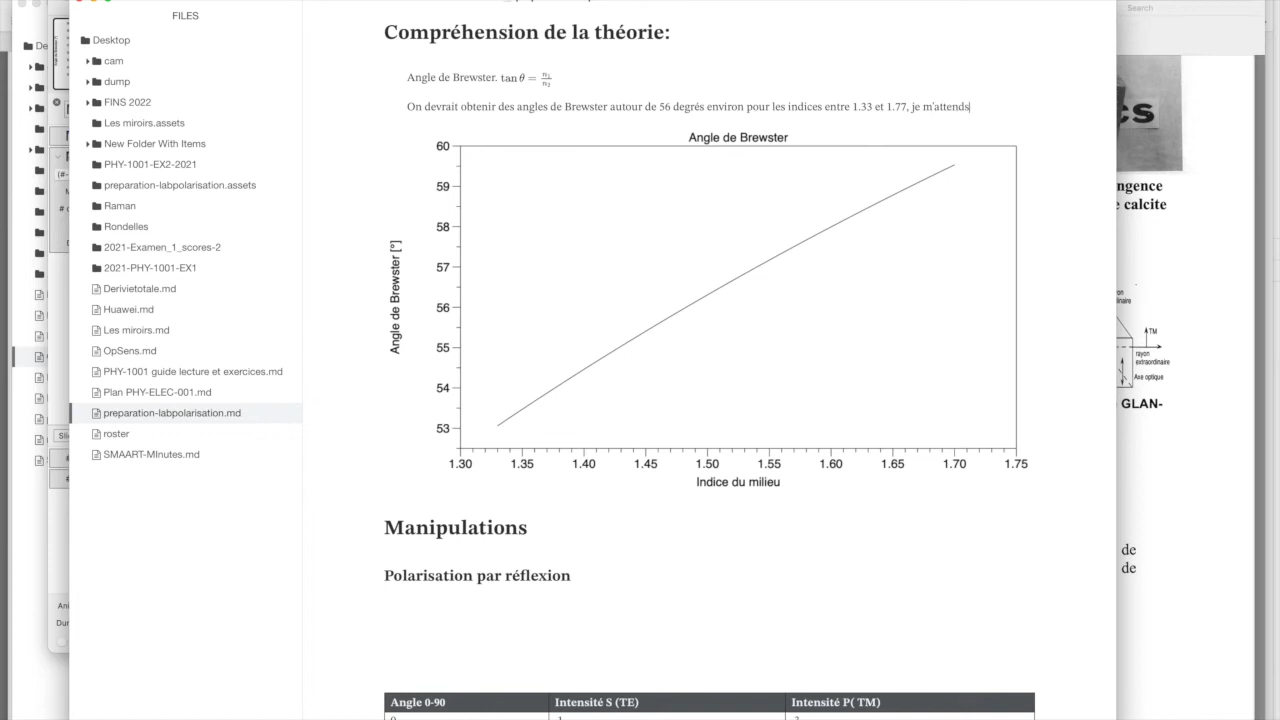 Search
FILES
Desktop
cam
dump
FINS 2022
Les miroirs.assets
New Folder With Items
PHY-1001-EX2-2021
preparation-labpolarisation.assets
Raman
Rondelles
2021-Examen_1_scores-2
2021-PHY-1001-EX1
Derivietotale.md
Huawei.md
Les miroirs.md
OpSens.md
PHY-1001 guide lecture et exercices.md
Plan PHY-ELEC-001.md
preparation-labpolarisation.md
roster
SMAART-MInutes.md
Compréhension de la théorie:
Angle de Brewster. tan θ = n₁/n₂
On devrait obtenir des angles de Brewster autour de 56 degrés environ pour les indices entre 1.33 et 1.77, je m'attends
Angle de Brewster
Angle de Brewster [°]
60
59
58
57
56
55
54
53
1.30 1.35 1.40 1.45 1.50 1.55 1.60 1.65 1.70 1.75
Indice du milieu
Manipulations
Polarisation par réflexion
Angle 0-90 Intensité S (TE) Intensité P( TM)
ngence
calcite
TM
rayon
extraordinaire
Axe optique
GLAN-
de
de